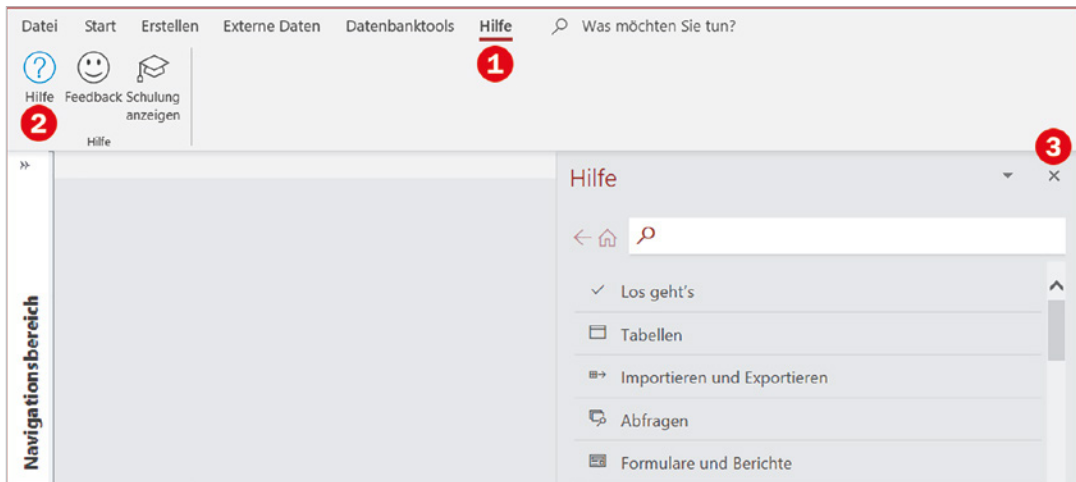 Datei Start Erstellen Externe Daten Datenbanktools Hilfe Was möchten Sie tun?
1
Hilfe Feedback Schulung
anzeigen
2
Hilfe
3
Hilfe
Los geht's
Tabellen
Importieren und Exportieren
Abfragen
Formulare und Berichte
Navigationsbereich